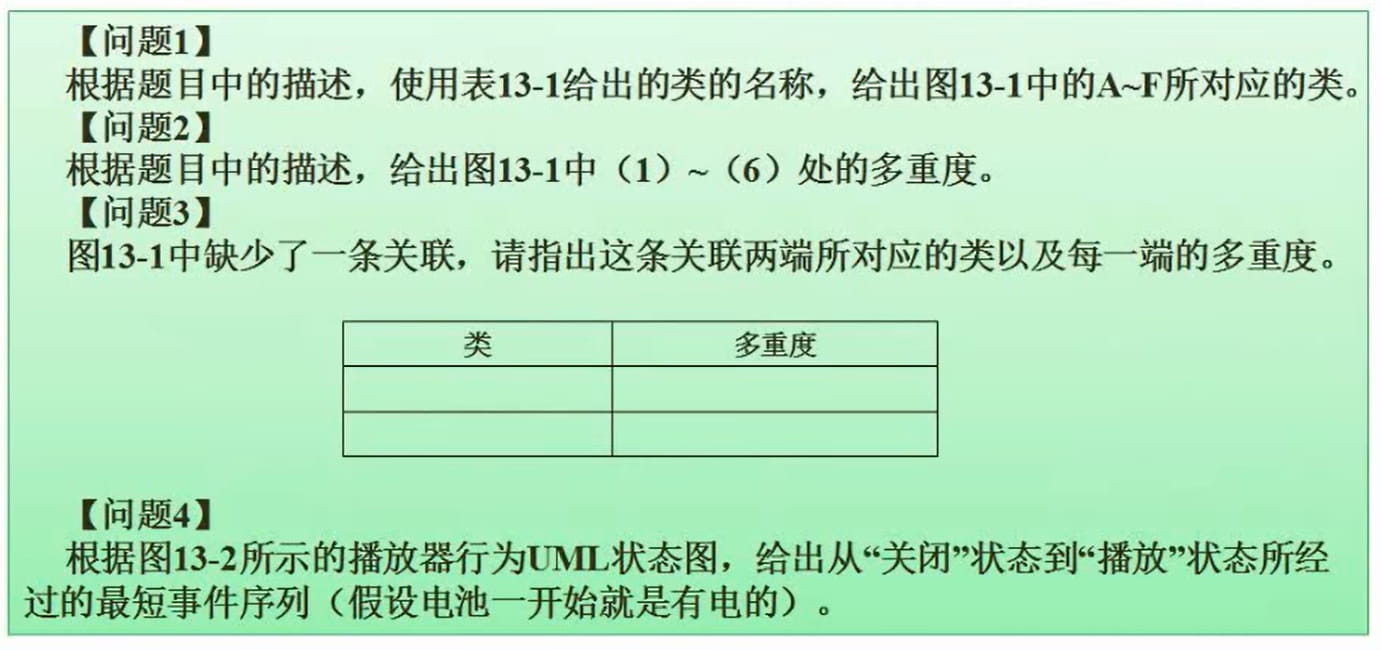 【问题1】
根据题目中的描述，使用表13-1给出的类的名称，给出图13-1中的A~F所对应的类。
【问题2】
根据题目中的描述，给出图13-1中（1）~（6）处的多重度。
【问题3】
图13-1中缺少了一条关联，请指出这条关联两端所对应的类以及每一端的多重度。
类 多重度
【问题4】
根据图13-2所示的播放器行为UML状态图，给出从“关闭”状态到“播放”状态所经
过的最短事件序列（假设电池一开始就是有电的）。